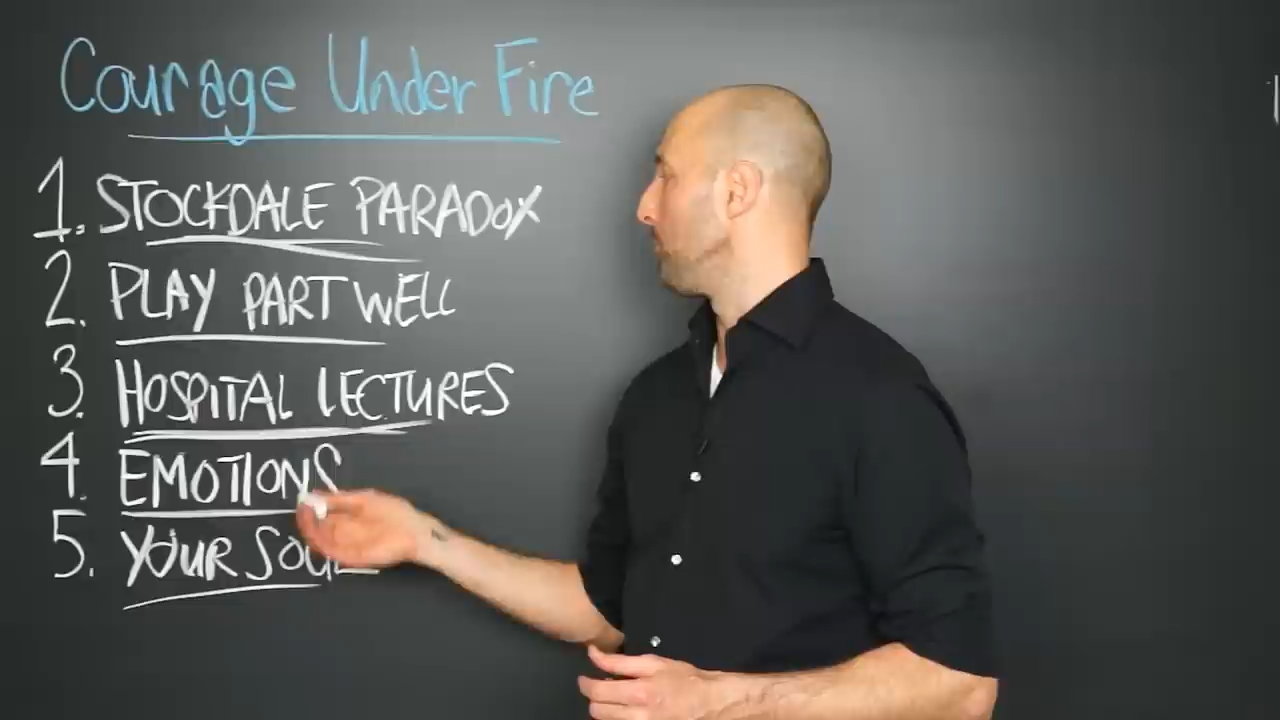 Courage Under Fire
1. STOCKDALE PARADOX
2. PLAY PART WELL
3. HOSPITAL LECTURES
4. EMOTIONS
5. YOUR SOUL